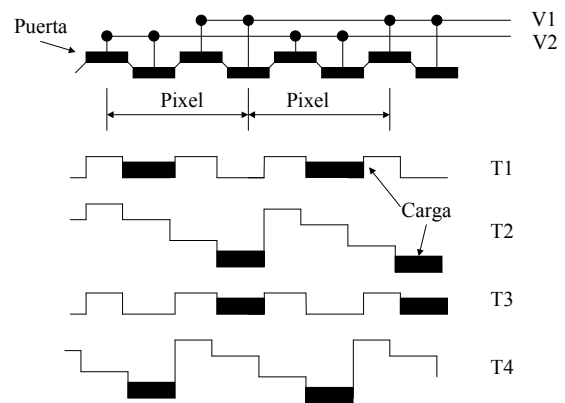 Puerta
V1
V2
Pixel
Pixel
T1
Carga
T2
T3
T4